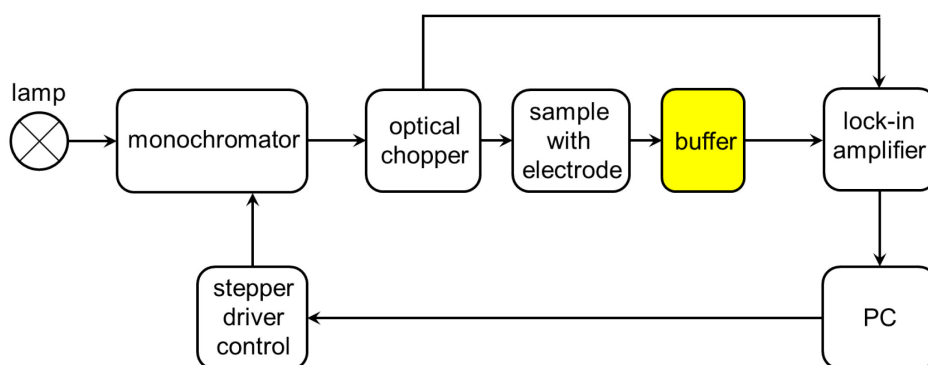 lamp
monochromator
optical
chopper
sample
with
electrode
buffer
lock-in
amplifier
stepper
driver
control
PC